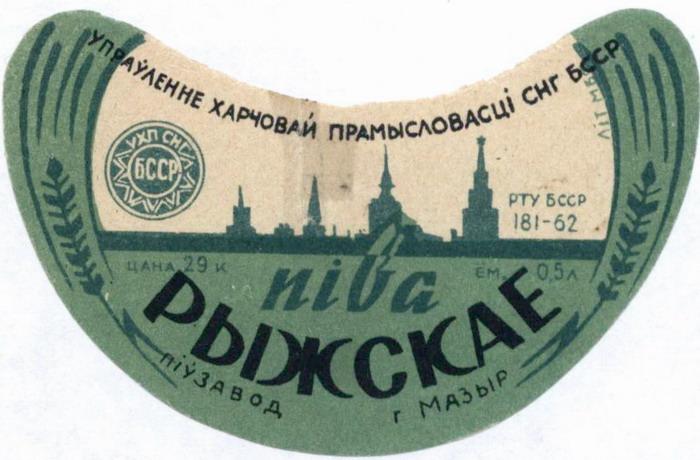 УПРАЎЛЕННЕ ХАРЧОВАЙ ПРАМЫСЛОВАСЦІ СНГ БССР
УХП СНГ
БССР
РТУ БССР
181-62
ЦАНА 29 К
ЁМ. 0,5 Л
піва
РЫЖСКАЕ
ПІЎЗАВОД
г МАЗЫР